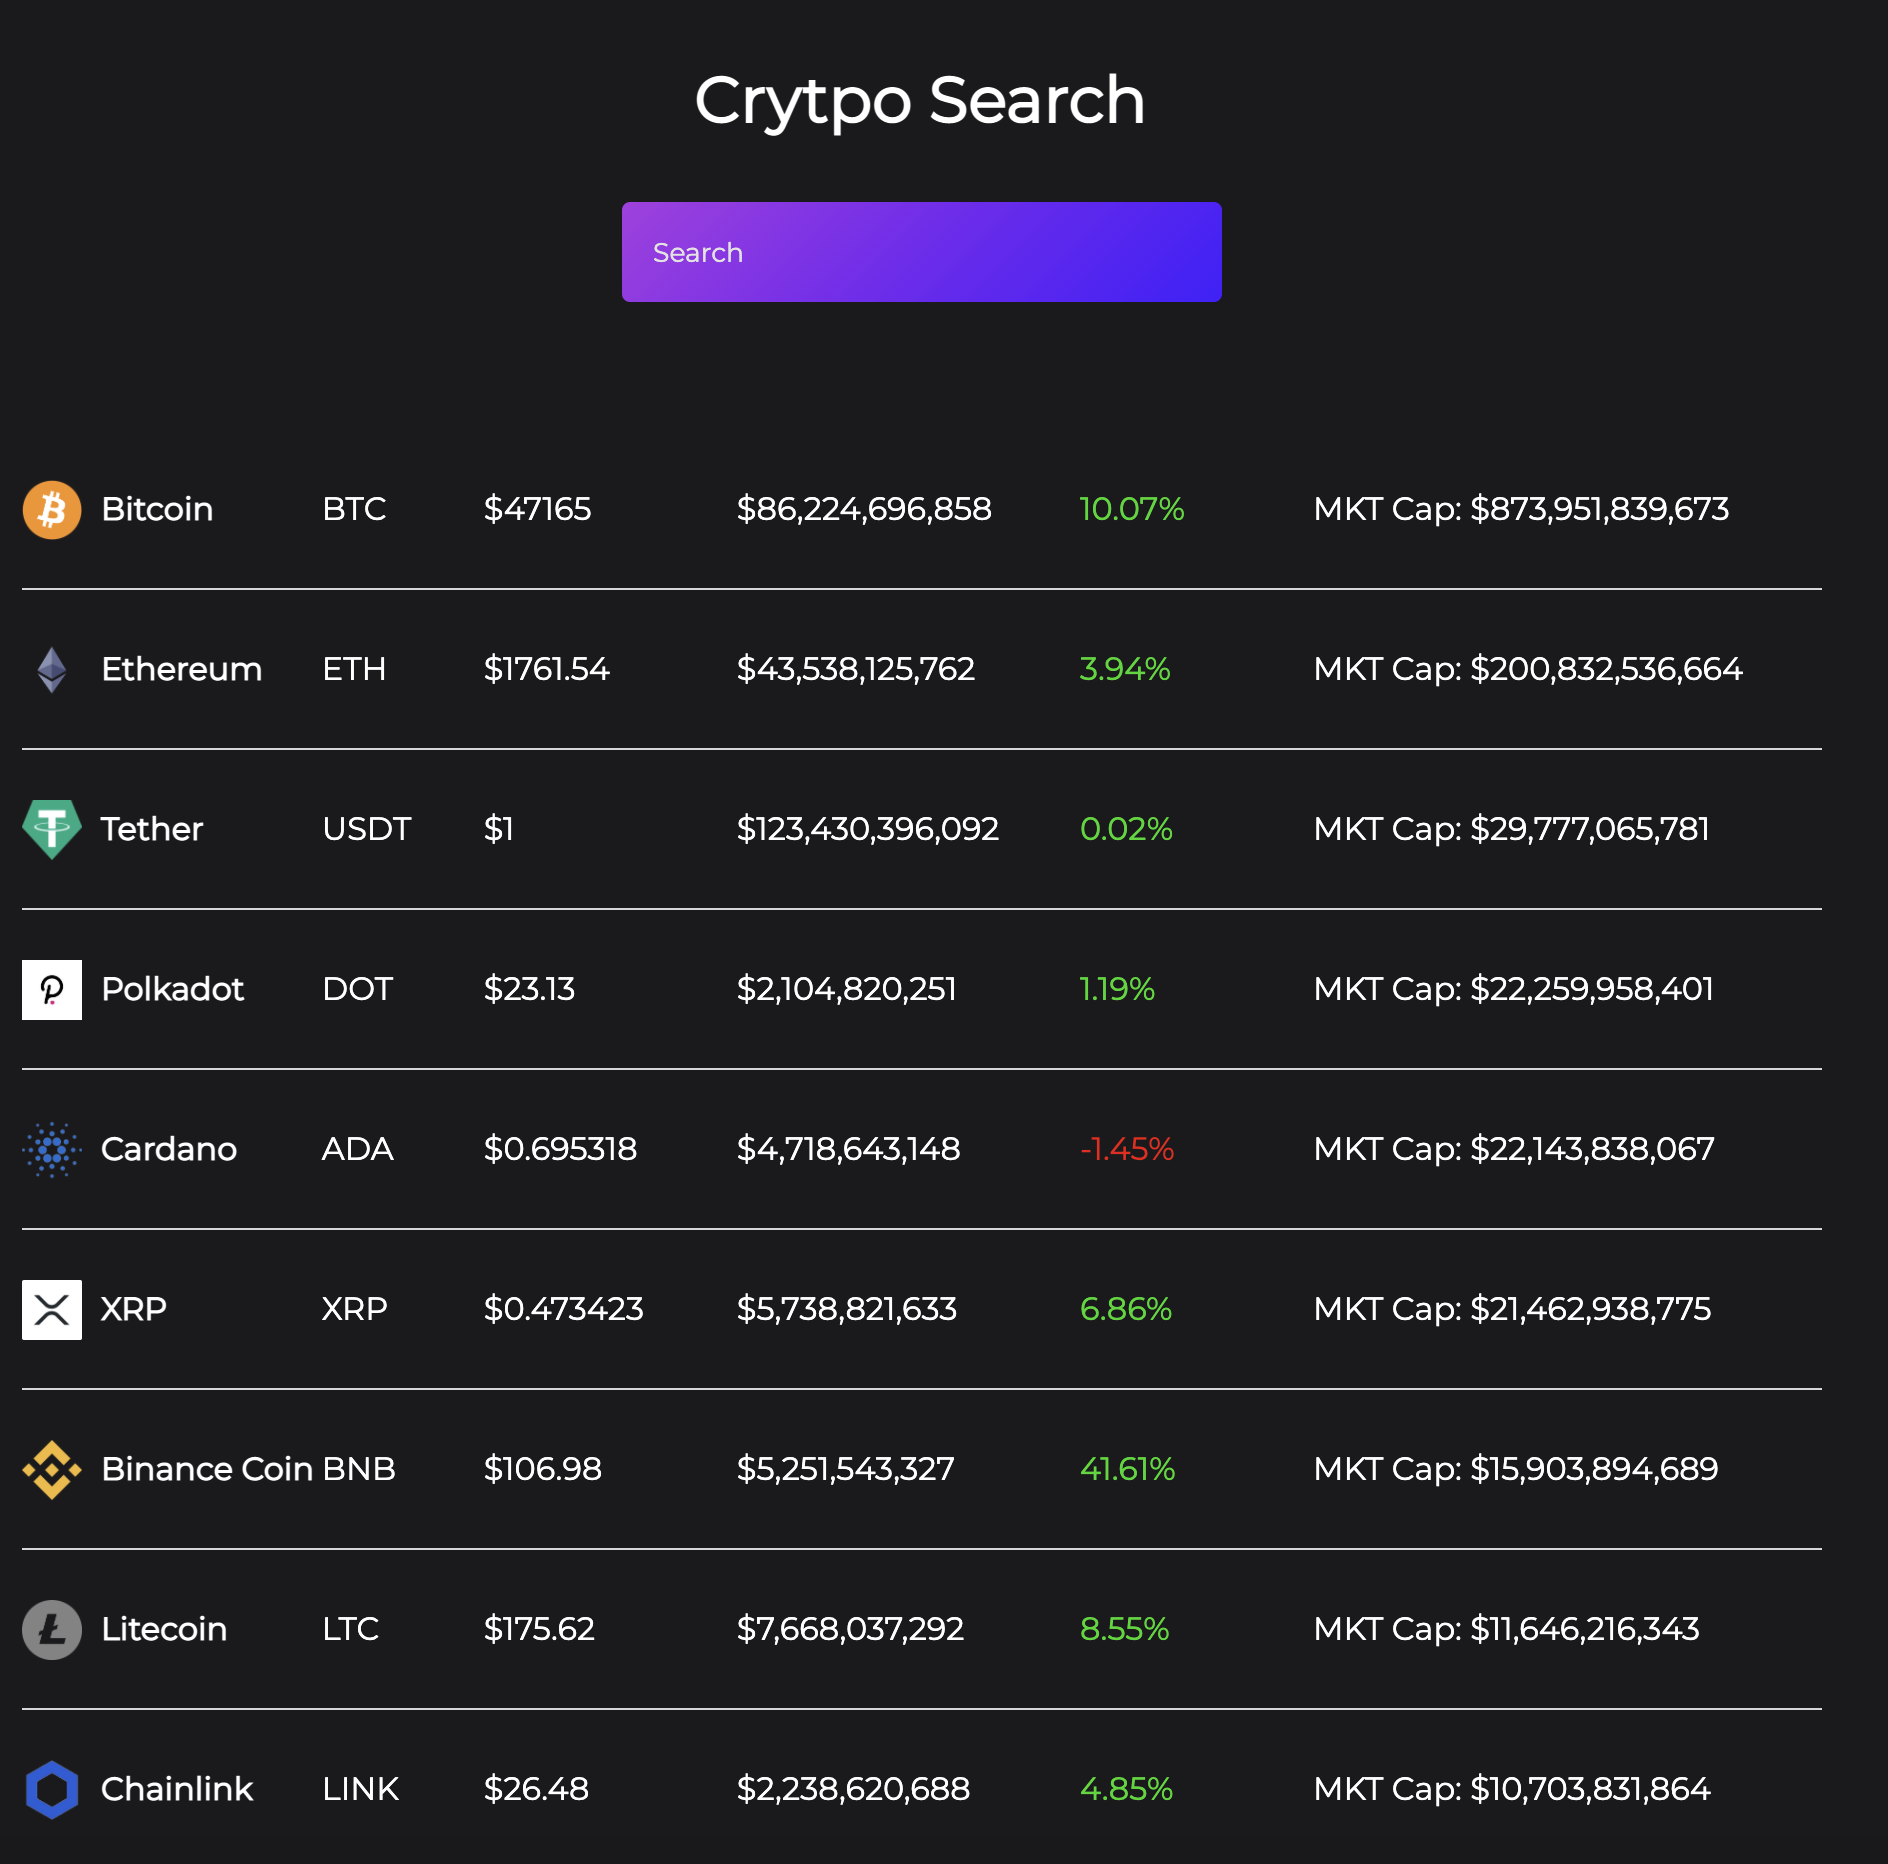 Crytpo Search
Search
Bitcoin BTC $47165 $86,224,696,858 10.07% MKT Cap: $873,951,839,673
Ethereum ETH $1761.54 $43,538,125,762 3.94% MKT Cap: $200,832,536,664
Tether USDT $1 $123,430,396,092 0.02% MKT Cap: $29,777,065,781
Polkadot DOT $23.13 $2,104,820,251 1.19% MKT Cap: $22,259,958,401
Cardano ADA $0.695318 $4,718,643,148 -1.45% MKT Cap: $22,143,838,067
XRP XRP $0.473423 $5,738,821,633 6.86% MKT Cap: $21,462,938,775
Binance Coin BNB $106.98 $5,251,543,327 41.61% MKT Cap: $15,903,894,689
Litecoin LTC $175.62 $7,668,037,292 8.55% MKT Cap: $11,646,216,343
Chainlink LINK $26.48 $2,238,620,688 4.85% MKT Cap: $10,703,831,864